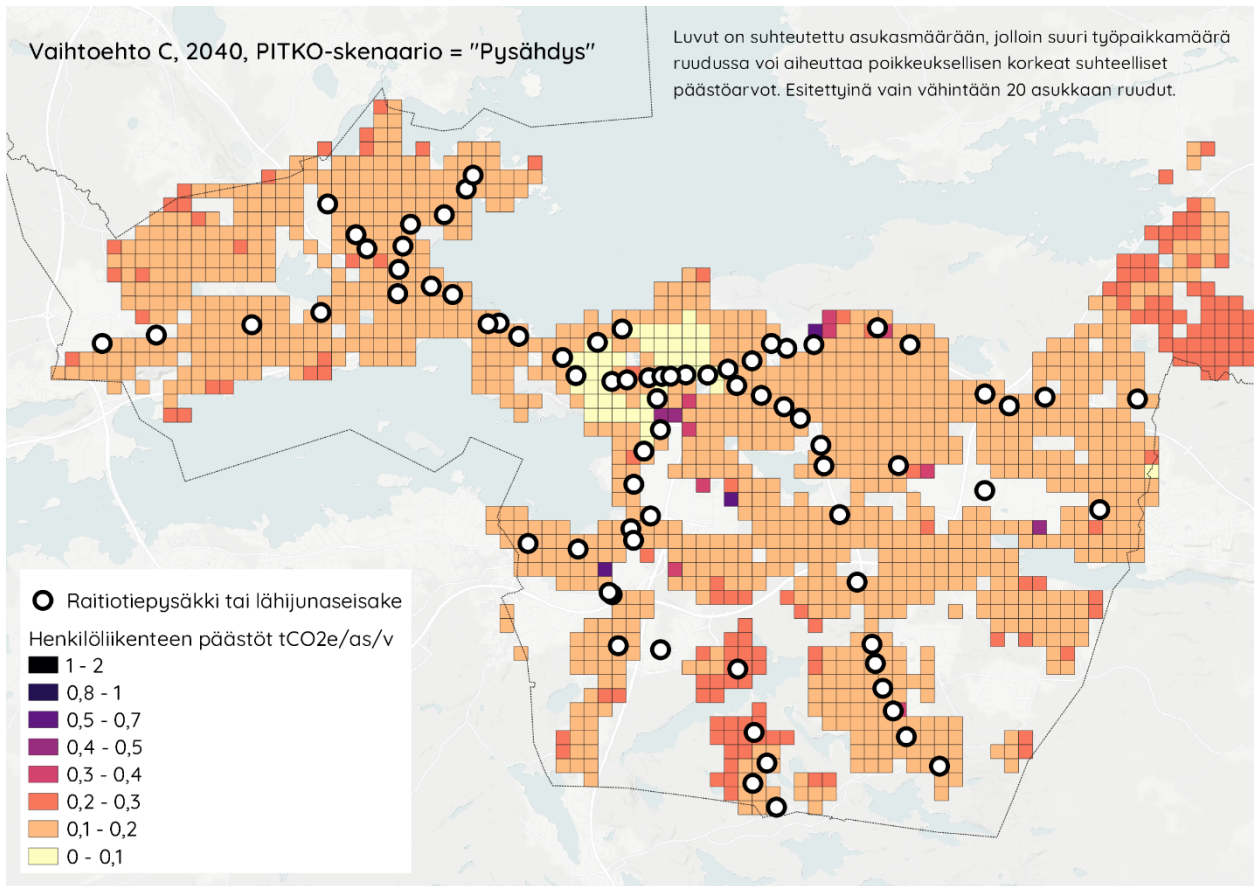 Vaihtoehto C, 2040, PITKO-skenaario = "Pysähdys"
Luvut on suhteutettu asukasmäärään, jolloin suuri työpaikkamäärä
ruudussa voi aiheuttaa poikkeuksellisen korkeat suhteelliset
päästöarvot. Esitettyinä vain vähintään 20 asukkaan ruudut.
Raitiotiepysäkki tai lähijunaseisake
Henkilöliikenteen päästöt tCO2e/as/v
1 - 2
0,8 - 1
0,5 - 0,7
0,4 - 0,5
0,3 - 0,4
0,2 - 0,3
0,1 - 0,2
0 - 0,1